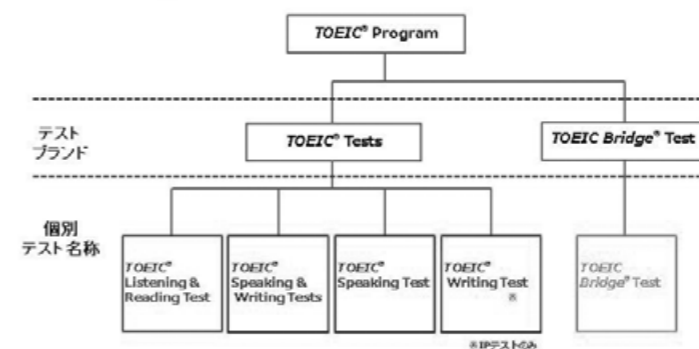 TOEIC® Program
テスト
ブランド
TOEIC® Tests
TOEIC Bridge® Test
個別
テスト名称
TOEIC®
Listening &
Reading Test
TOEIC®
Speaking &
Writing Tests
TOEIC®
Speaking Test
TOEIC®
Writing Test
※
TOEIC
Bridge® Test
※IPテストのみ